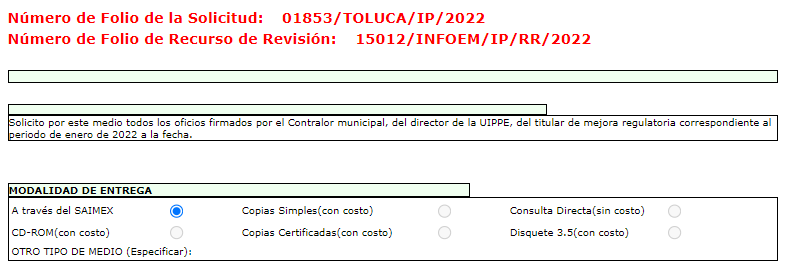 Número de Folio de la Solicitud: 01853/TOLUCA/IP/2022
Número de Folio de Recurso de Revisión: 15012/INFOEM/IP/RR/2022
Solicito por este medio todos los oficios firmados por el Contralor municipal, del director de la UIPPE, del titular de mejora regulatoria correspondiente al
periodo de enero de 2022 a la fecha.
MODALIDAD DE ENTREGA
A través del SAIMEX Copias Simples(con costo) Consulta Directa(sin costo)
CD-ROM(con costo) Copias Certificadas(con costo) Disquete 3.5(con costo)
OTRO TIPO DE MEDIO (Especificar):